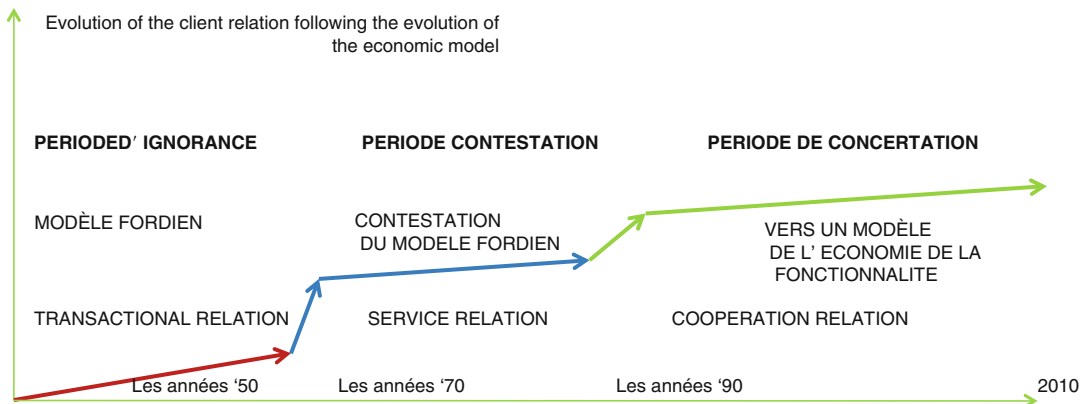 Evolution of the client relation following the evolution of
the economic model
PERIODED′ IGNORANCE
PERIODE CONTESTATION
PERIODE DE CONCERTATION
MODÈLE FORDIEN
CONTESTATION
DU MODELE FORDIEN
VERS UN MODÈLE
DE L’ ECONOMIE DE LA
FONCTIONNALITE
TRANSACTIONAL RELATION
SERVICE RELATION
COOPERATION RELATION
Les années ‘50
Les années ‘70
Les années ‘90
2010